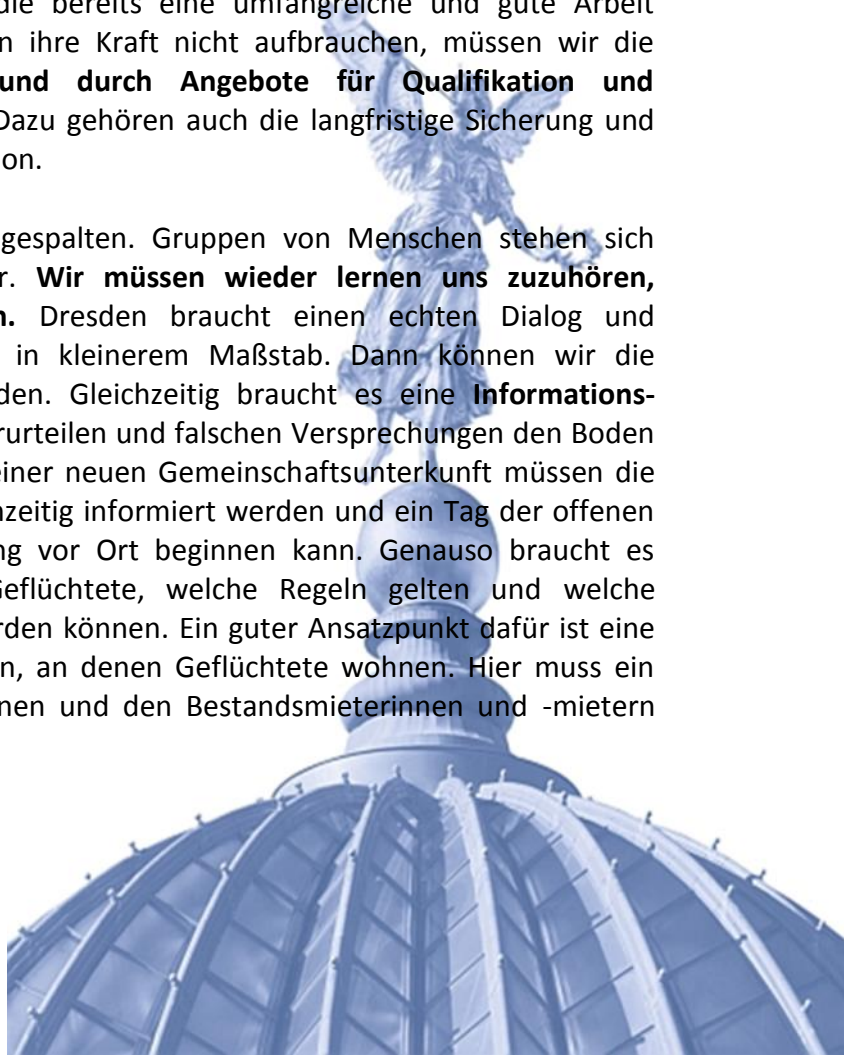 die bereits eine umfangreiche und gute Arbeit
n ihre Kraft nicht aufbrauchen, müssen wir die
und durch Angebote für Qualifikation und
Dazu gehören auch die langfristige Sicherung und
on.
gespalten. Gruppen von Menschen stehen sich
r. Wir müssen wieder lernen uns zuzuhören,
n. Dresden braucht einen echten Dialog und
in kleinerem Maßstab. Dann können wir die
den. Gleichzeitig braucht es eine Informations-
rurteilen und falschen Versprechungen den Boden
einer neuen Gemeinschaftsunterkunft müssen die
nzeitig informiert werden und ein Tag der offenen
ng vor Ort beginnen kann. Genauso braucht es
Geflüchtete, welche Regeln gelten und welche
rden können. Ein guter Ansatzpunkt dafür ist eine
n, an denen Geflüchtete wohnen. Hier muss ein
nen und den Bestandsmieterinnen und -mietern